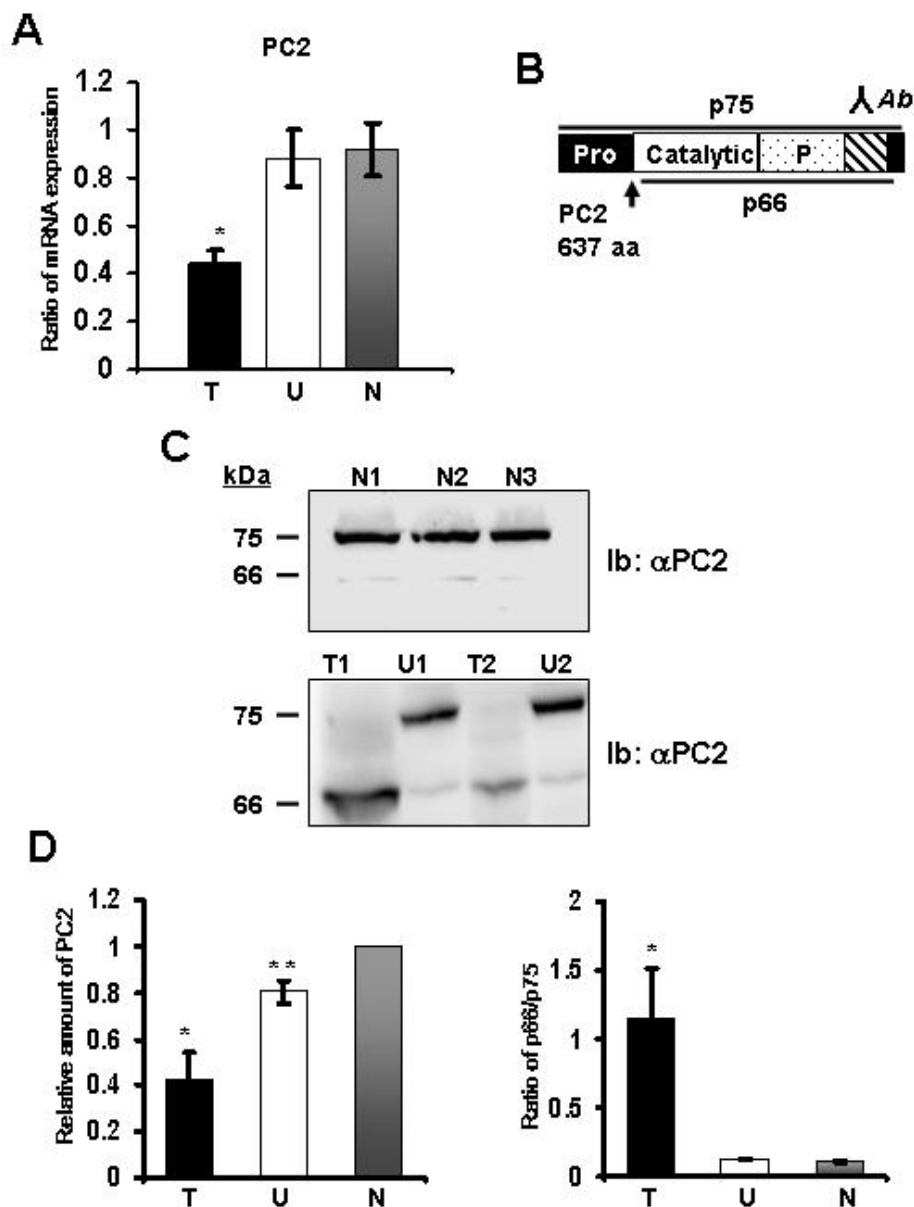 A
PC2
Ratio of mRNA expression
1.2
1
0.8
0.6
0.4
0.2
0
*
T U N
B
p75
Ab
Pro Catalytic P
p66
PC2
637 aa
C
kDa
N1 N2 N3
75
66
Ib: αPC2
T1 U1 T2 U2
75
66
Ib: αPC2
D
Relative amount of PC2
1.2
1
0.8
0.6
0.4
0.2
0
*
**
T U N
Ratio of p66/p75
2
1.5
1
0.5
0
*
T U N